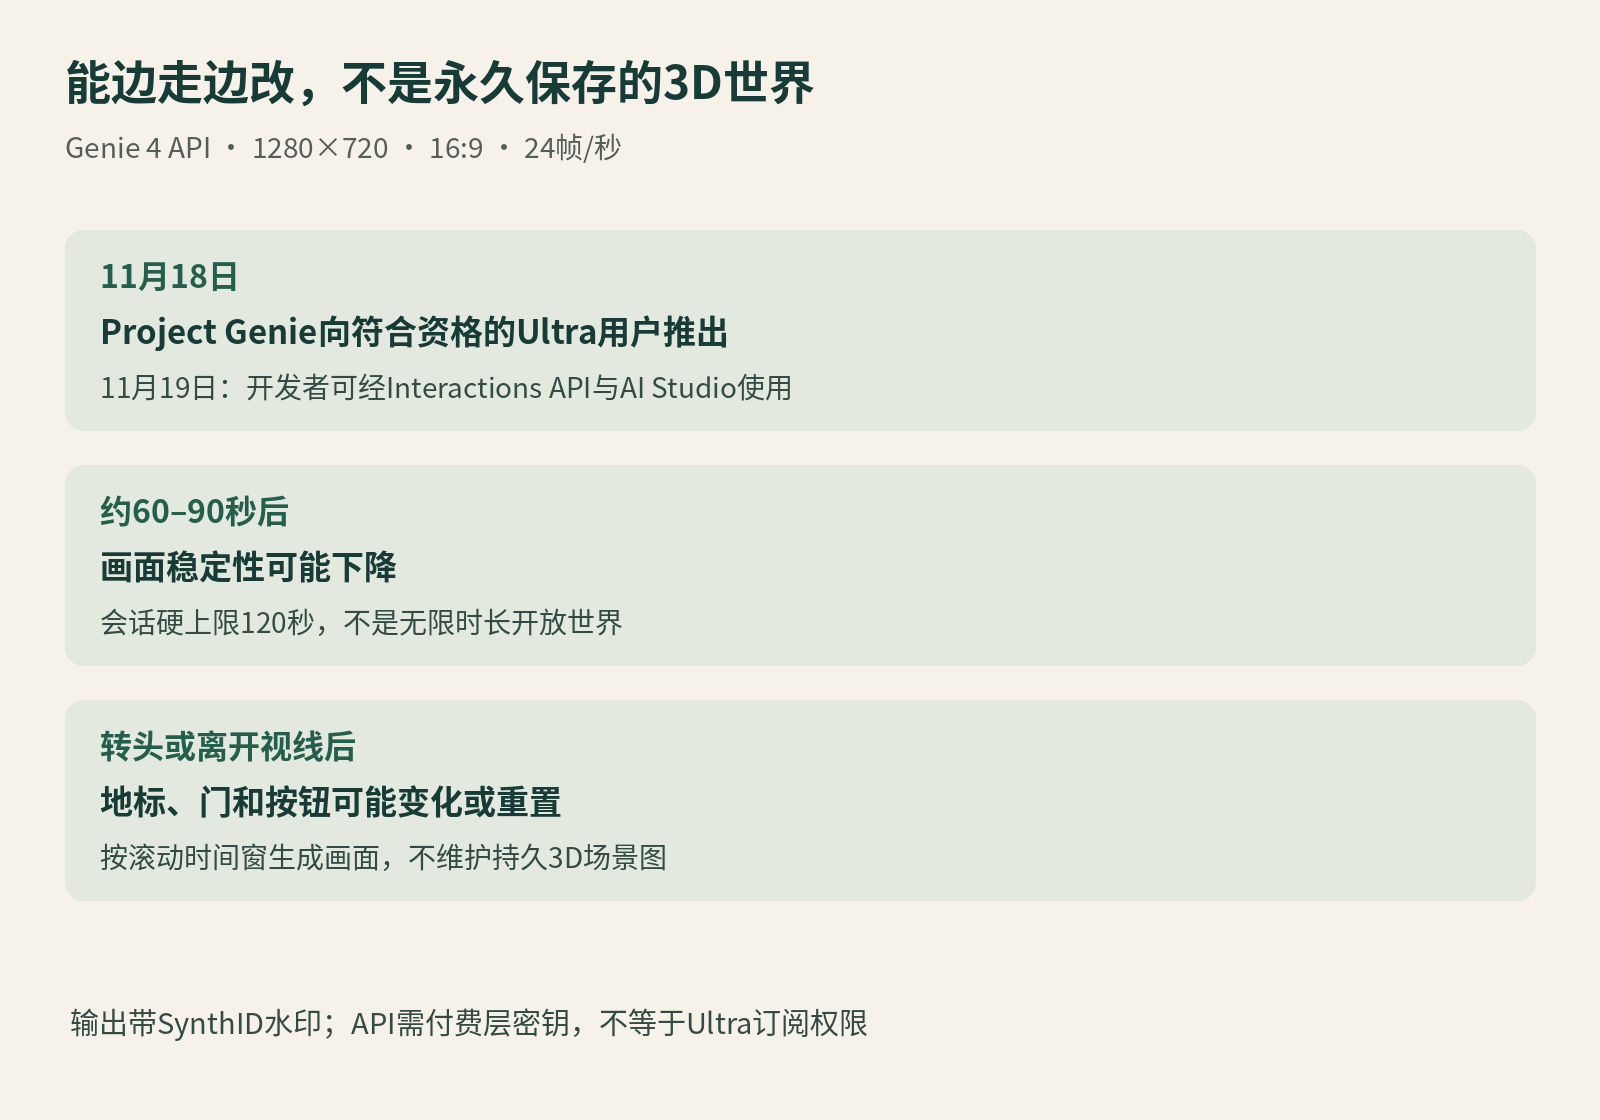 能边走边改，不是永久保存的3D世界
Genie 4 API · 1280×720 · 16:9 · 24帧/秒
11月18日
Project Genie向符合资格的Ultra用户推出
11月19日：开发者可经Interactions API与AI Studio使用
约60–90秒后
画面稳定性可能下降
会话硬上限120秒，不是无限时长开放世界
转头或离开视线后
地标、门和按钮可能变化或重置
按滚动时间窗生成画面，不维护持久3D场景图
输出带SynthID水印；API需付费层密钥，不等于Ultra订阅权限